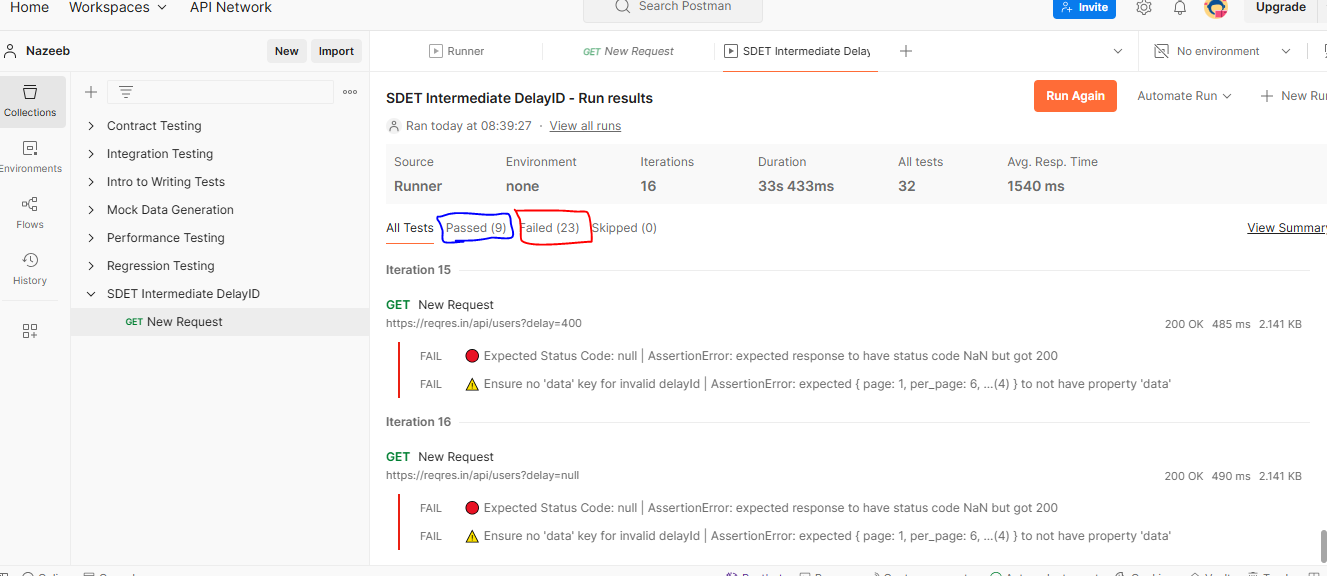 Home Workspaces API Network Search Postman Invite Upgrade
Nazeeb New Import Runner GET New Request SDET Intermediate Delay No environment
Collections
Environments
Flows
History
Contract Testing
Integration Testing
Intro to Writing Tests
Mock Data Generation
Performance Testing
Regression Testing
SDET Intermediate DelayID
GET New Request
SDET Intermediate DelayID - Run results Run Again Automate Run New Run
Ran today at 08:39:27 · View all runs
Source Environment Iterations Duration All tests Avg. Resp. Time
Runner none 16 33s 433ms 32 1540 ms
All Tests Passed (9) Failed (23) Skipped (0) View Summary
Iteration 15
GET New Request
https://reqres.in/api/users?delay=400 200 OK 485 ms 2.141 KB
FAIL Expected Status Code: null | AssertionError: expected response to have status code NaN but got 200
FAIL Ensure no 'data' key for invalid delayId | AssertionError: expected { page: 1, per_page: 6, …(4) } to not have property 'data'
Iteration 16
GET New Request
https://reqres.in/api/users?delay=null 200 OK 490 ms 2.141 KB
FAIL Expected Status Code: null | AssertionError: expected response to have status code NaN but got 200
FAIL Ensure no 'data' key for invalid delayId | AssertionError: expected { page: 1, per_page: 6, …(4) } to not have property 'data'